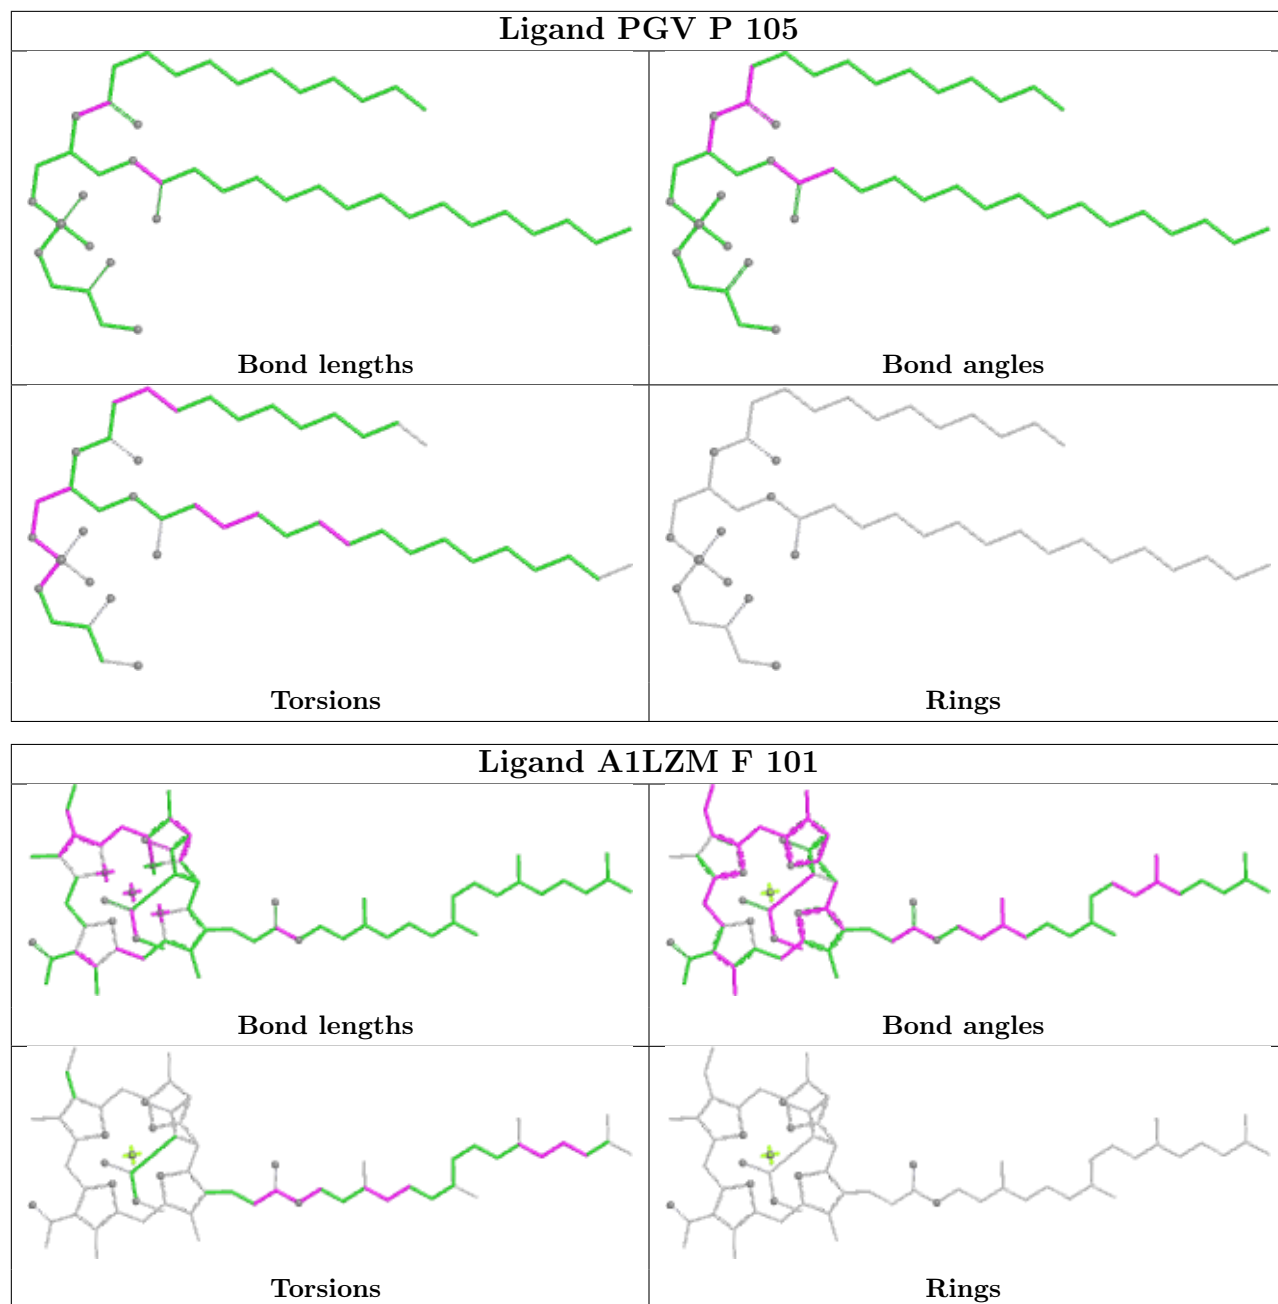 Ligand PGV P 105
Bond lengths
Bond angles
Torsions
Rings
Ligand A1LZM F 101
Bond lengths
Bond angles
Torsions
Rings